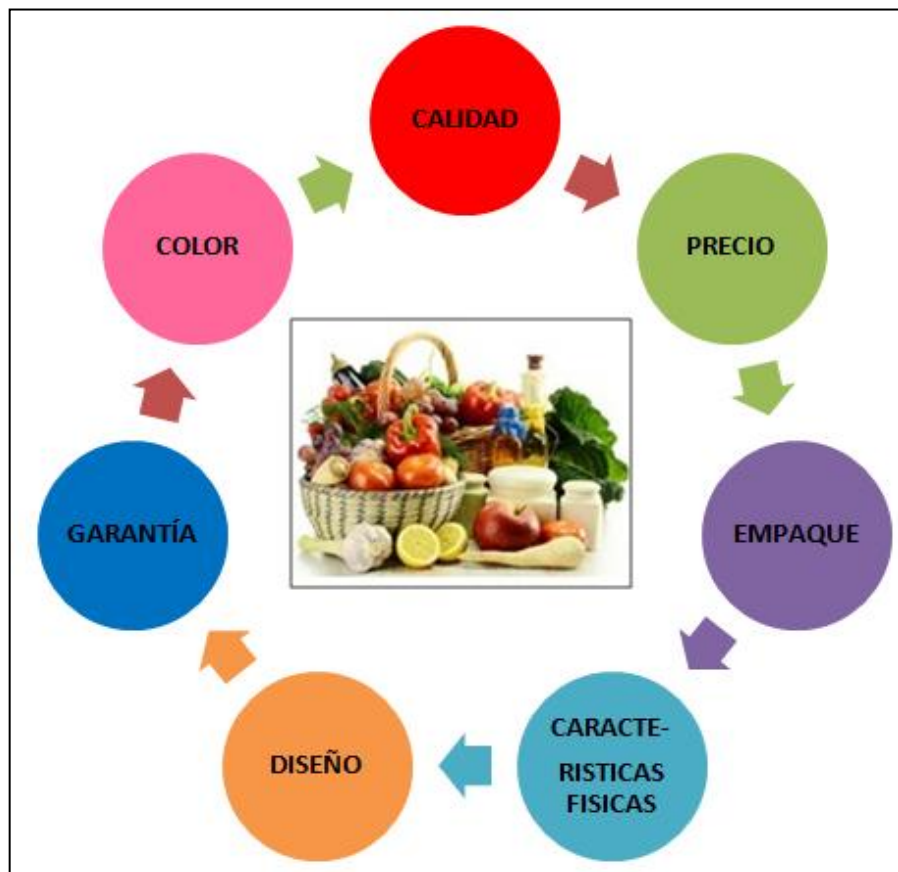 CALIDAD
PRECIO
EMPAQUE
CARACTE-
RISTICAS
FISICAS
DISEÑO
GARANTÍA
COLOR